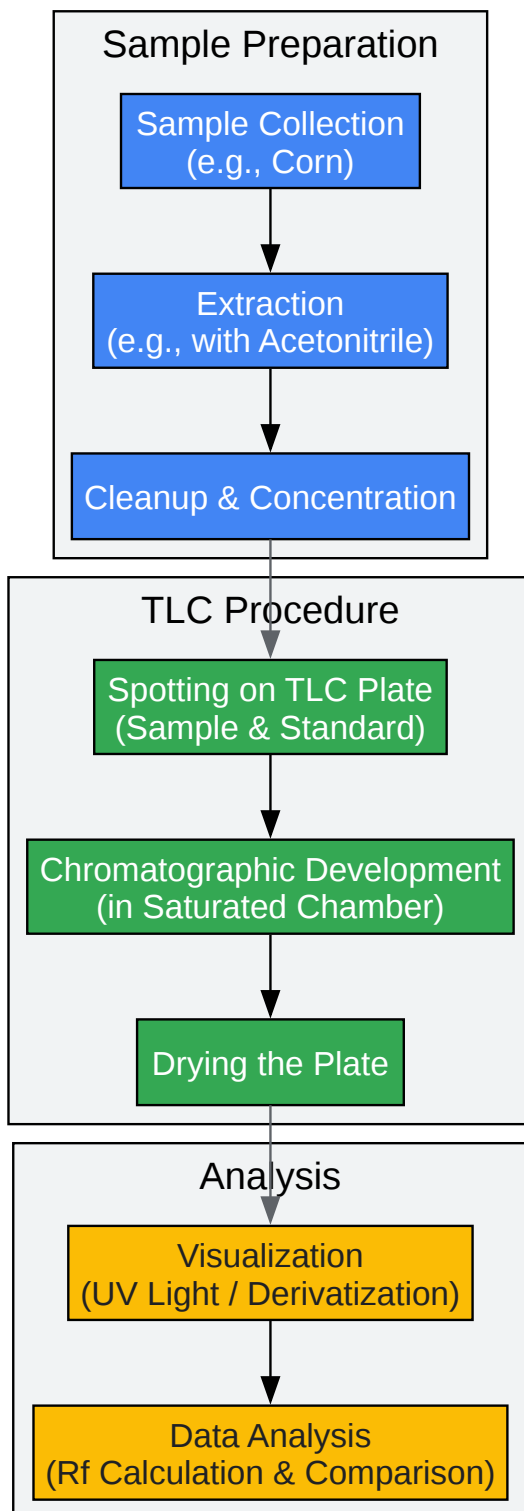 Sample Preparation
Sample Collection
(e.g., Corn)
Extraction
(e.g., with Acetonitrile)
Cleanup & Concentration
TLC Procedure
Spotting on TLC Plate
(Sample & Standard)
Chromatographic Development
(in Saturated Chamber)
Drying the Plate
Analysis
Visualization
(UV Light / Derivatization)
Data Analysis
(Rf Calculation & Comparison)